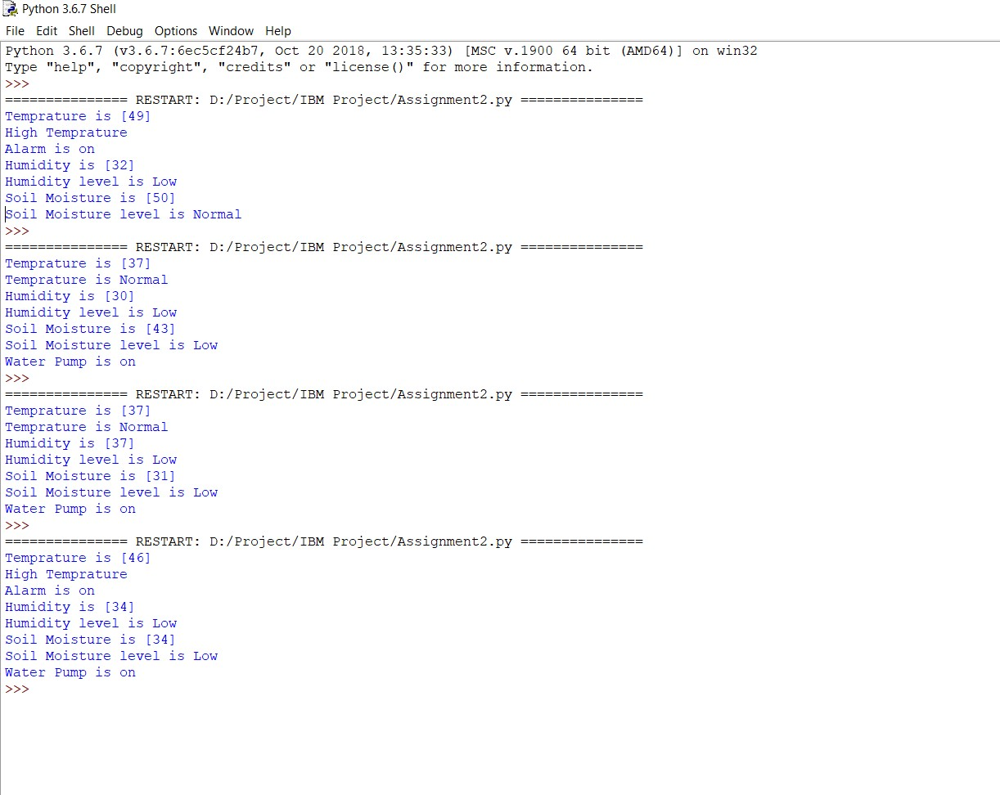 Python 3.6.7 Shell
File Edit Shell Debug Options Window Help
Python 3.6.7 (v3.6.7:6ec5cf24b7, Oct 20 2018, 13:35:33) [MSC v.1900 64 bit (AMD64)] on win32
Type "help", "copyright", "credits" or "license()" for more information.
>>>
=============== RESTART: D:/Project/IBM Project/Assignment2.py ===============
Temprature is [49]
High Temprature
Alarm is on
Humidity is [32]
Humidity level is Low
Soil Moisture is [50]
Soil Moisture level is Normal
>>>
=============== RESTART: D:/Project/IBM Project/Assignment2.py ===============
Temprature is [37]
Temprature is Normal
Humidity is [30]
Humidity level is Low
Soil Moisture is [43]
Soil Moisture level is Low
Water Pump is on
>>>
=============== RESTART: D:/Project/IBM Project/Assignment2.py ===============
Temprature is [37]
Temprature is Normal
Humidity is [37]
Humidity level is Low
Soil Moisture is [31]
Soil Moisture level is Low
Water Pump is on
>>>
=============== RESTART: D:/Project/IBM Project/Assignment2.py ===============
Temprature is [46]
High Temprature
Alarm is on
Humidity is [34]
Humidity level is Low
Soil Moisture is [34]
Soil Moisture level is Low
Water Pump is on
>>>